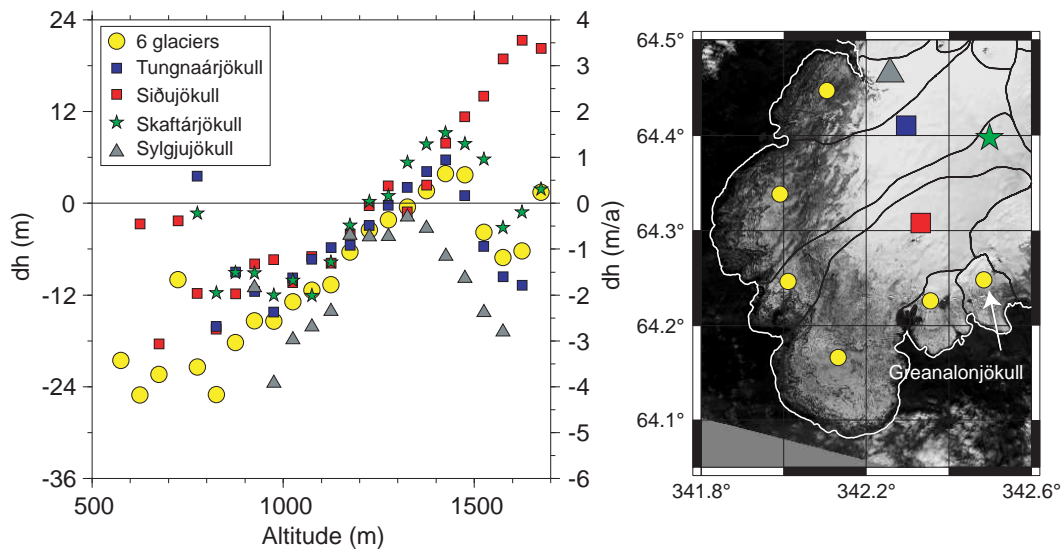 24
12
0
-12
-24
-36
dh (m)
6 glaciers
Tungnaárjökull
Siðujökull
Skaftárjökull
Sylgjujökull
4
3
2
1
0
-1
-2
-3
-4
-5
-6
dh (m/a)
500 1000 1500
Altitude (m)
64.5°
64.4°
64.3°
64.2°
64.1°
Greanalonjökull
341.8° 342.2° 342.6°